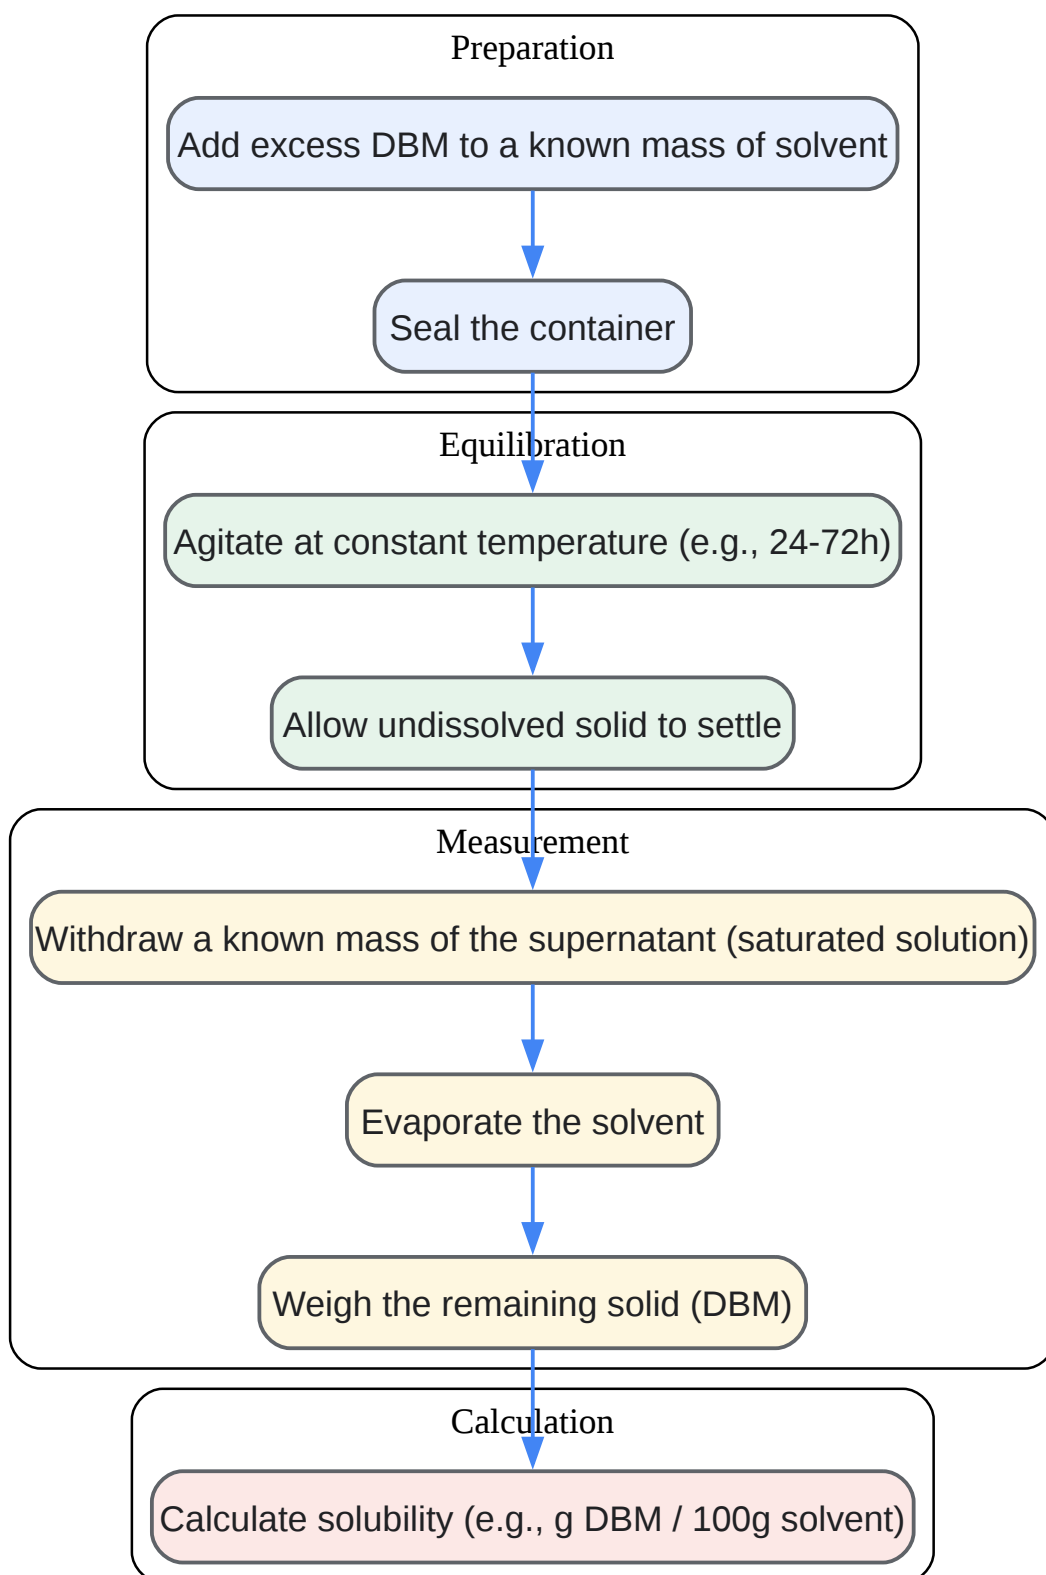 Preparation
Add excess DBM to a known mass of solvent
Seal the container
Equilibration
Agitate at constant temperature (e.g., 24-72h)
Allow undissolved solid to settle
Measurement
Withdraw a known mass of the supernatant (saturated solution)
Evaporate the solvent
Weigh the remaining solid (DBM)
Calculation
Calculate solubility (e.g., g DBM / 100g solvent)